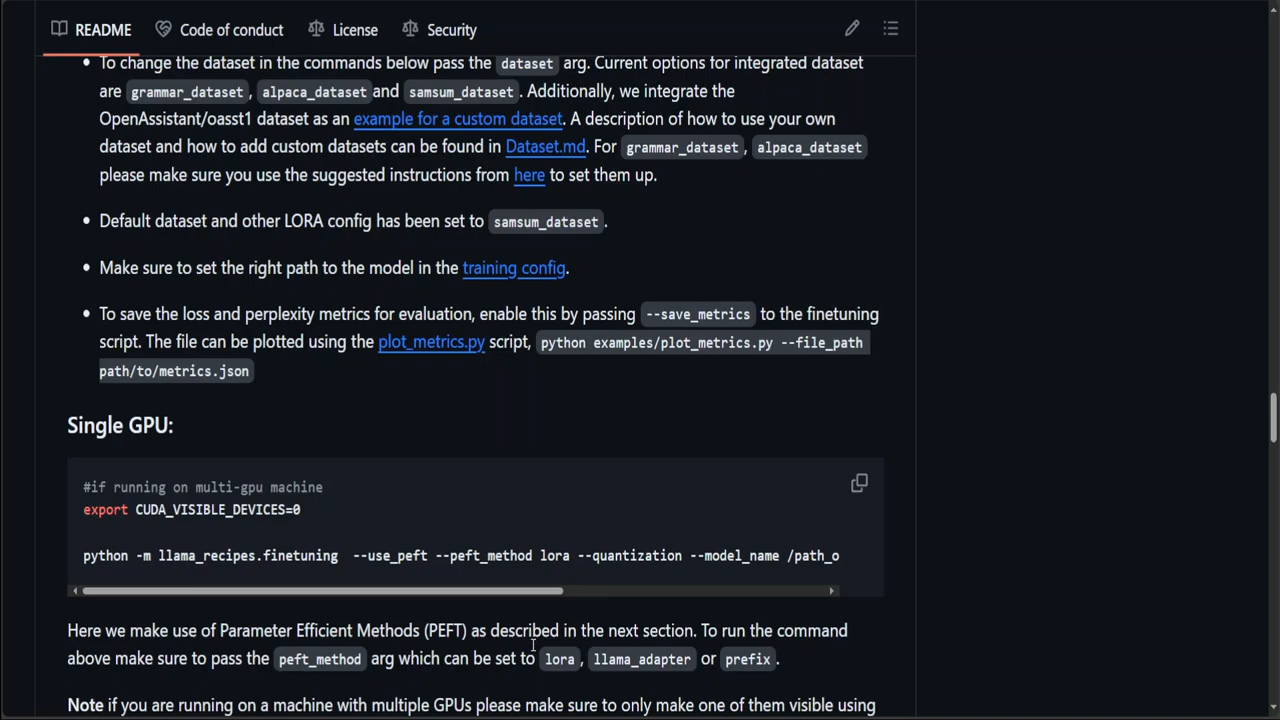 README Code of conduct License Security
To change the dataset in the commands below pass the dataset arg. Current options for integrated dataset
are grammar_dataset, alpaca_dataset and samsum_dataset. Additionally, we integrate the
OpenAssistant/oasst1 dataset as an example for a custom dataset. A description of how to use your own
dataset and how to add custom datasets can be found in Dataset.md. For grammar_dataset, alpaca_dataset
please make sure you use the suggested instructions from here to set them up.
Default dataset and other LORA config has been set to samsum_dataset.
Make sure to set the right path to the model in the training config.
To save the loss and perplexity metrics for evaluation, enable this by passing --save_metrics to the finetuning
script. The file can be plotted using the plot_metrics.py script, python examples/plot_metrics.py --file_path
path/to/metrics.json
Single GPU:
#if running on multi-gpu machine
export CUDA_VISIBLE_DEVICES=0
python -m llama_recipes.finetuning --use_peft --peft_method lora --quantization --model_name /path_o
Here we make use of Parameter Efficient Methods (PEFT) as described in the next section. To run the command
above make sure to pass the peft_method arg which can be set to lora, llama_adapter or prefix.
Note if you are running on a machine with multiple GPUs please make sure to only make one of them visible using